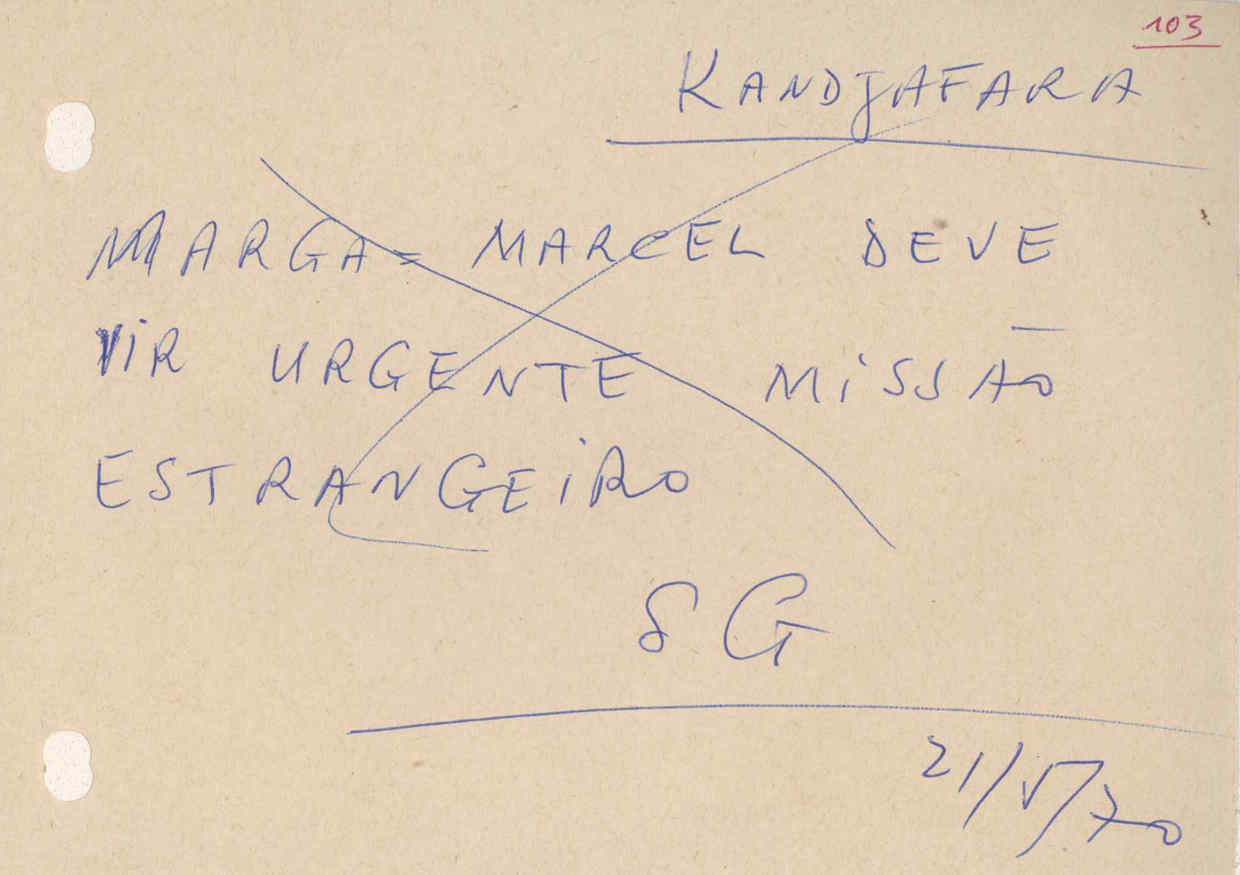 103
KANDJAFARA
MARGA = MARCEL DEVE
VIR URGENTE MISSÃO
ESTRANGEIRO
SG
21/V/70